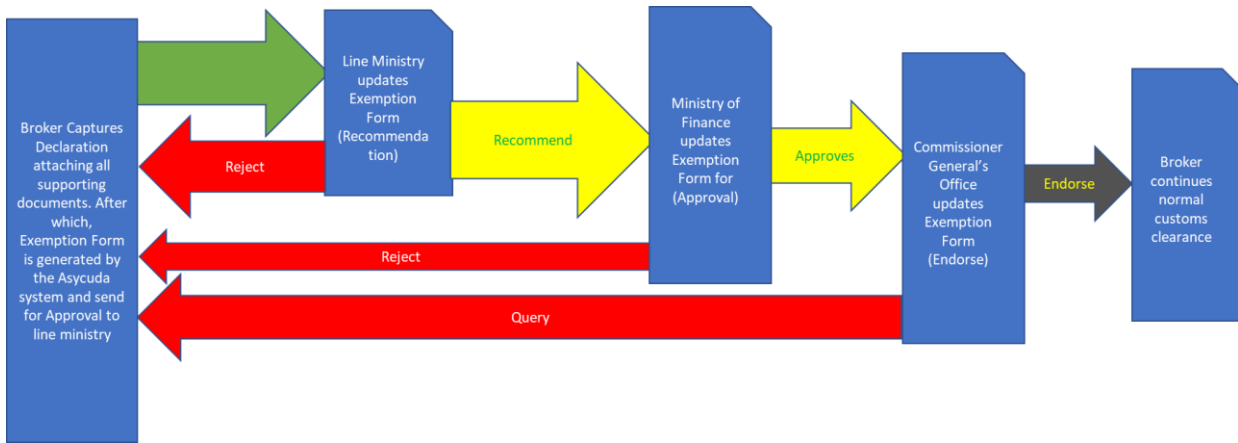 Broker Captures
Declaration
attaching all
supporting
documents. After
which,
Exemption Form
is generated by
the Asycuda
system and send
for Approval to
line ministry
Line Ministry
updates
Exemption
Form
(Recommenda
tion)
Reject
Recommend
Ministry of
Finance
updates
Exemption
Form for
(Approval)
Reject
Approves
Commissioner
General's
Office
updates
Exemption
Form
(Endorse)
Query
Endorse
Broker
continues
normal
customs
clearance